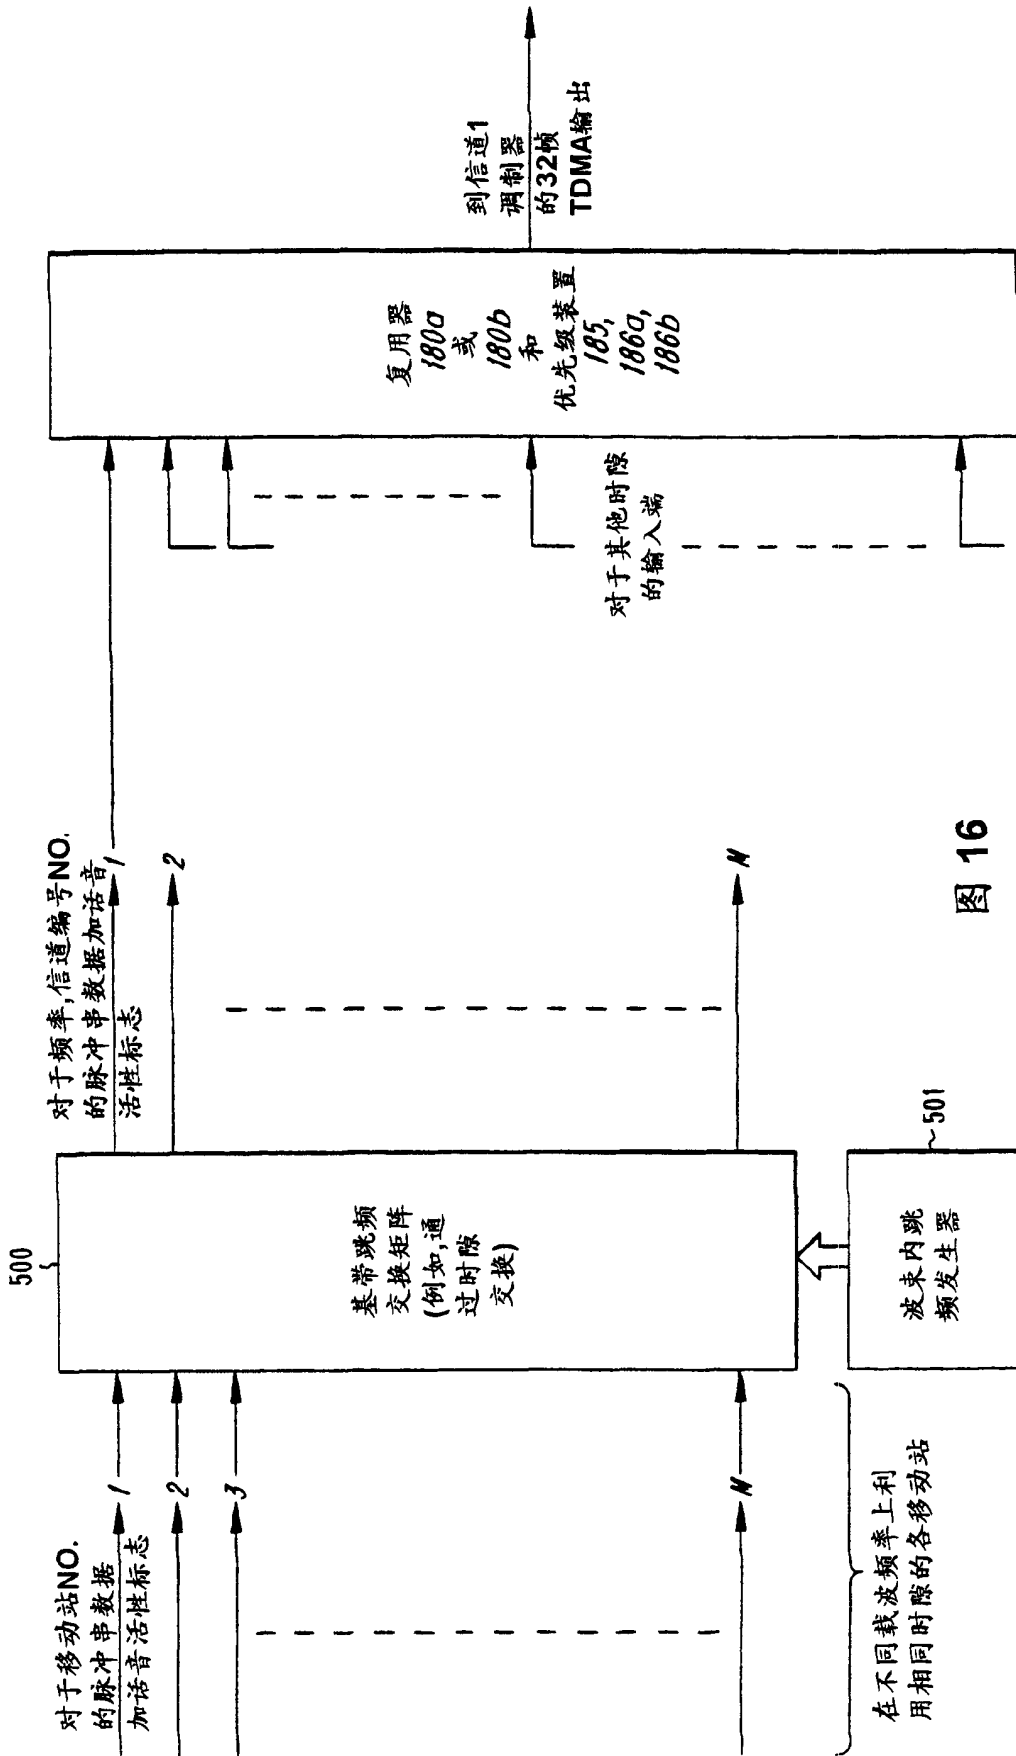 对于移动站NO.
的脉冲串数据
加话音活性标志
1
2
3
N
在不同载波频率上利
用相同时隙的各移动站
500
基带跳频
交换矩阵
(例如,通
过时隙
交换)
波束内跳
频发生器
501
对于频率,信道编号NO.
的脉冲串数据加话音
活性标志
1
2
N
对于其他时隙
的输入端
复用器
180a
或
180b
和
优先级装置
185,
186a,
186b
到信道1
调制器
的32帧
TDMA输出
图 16